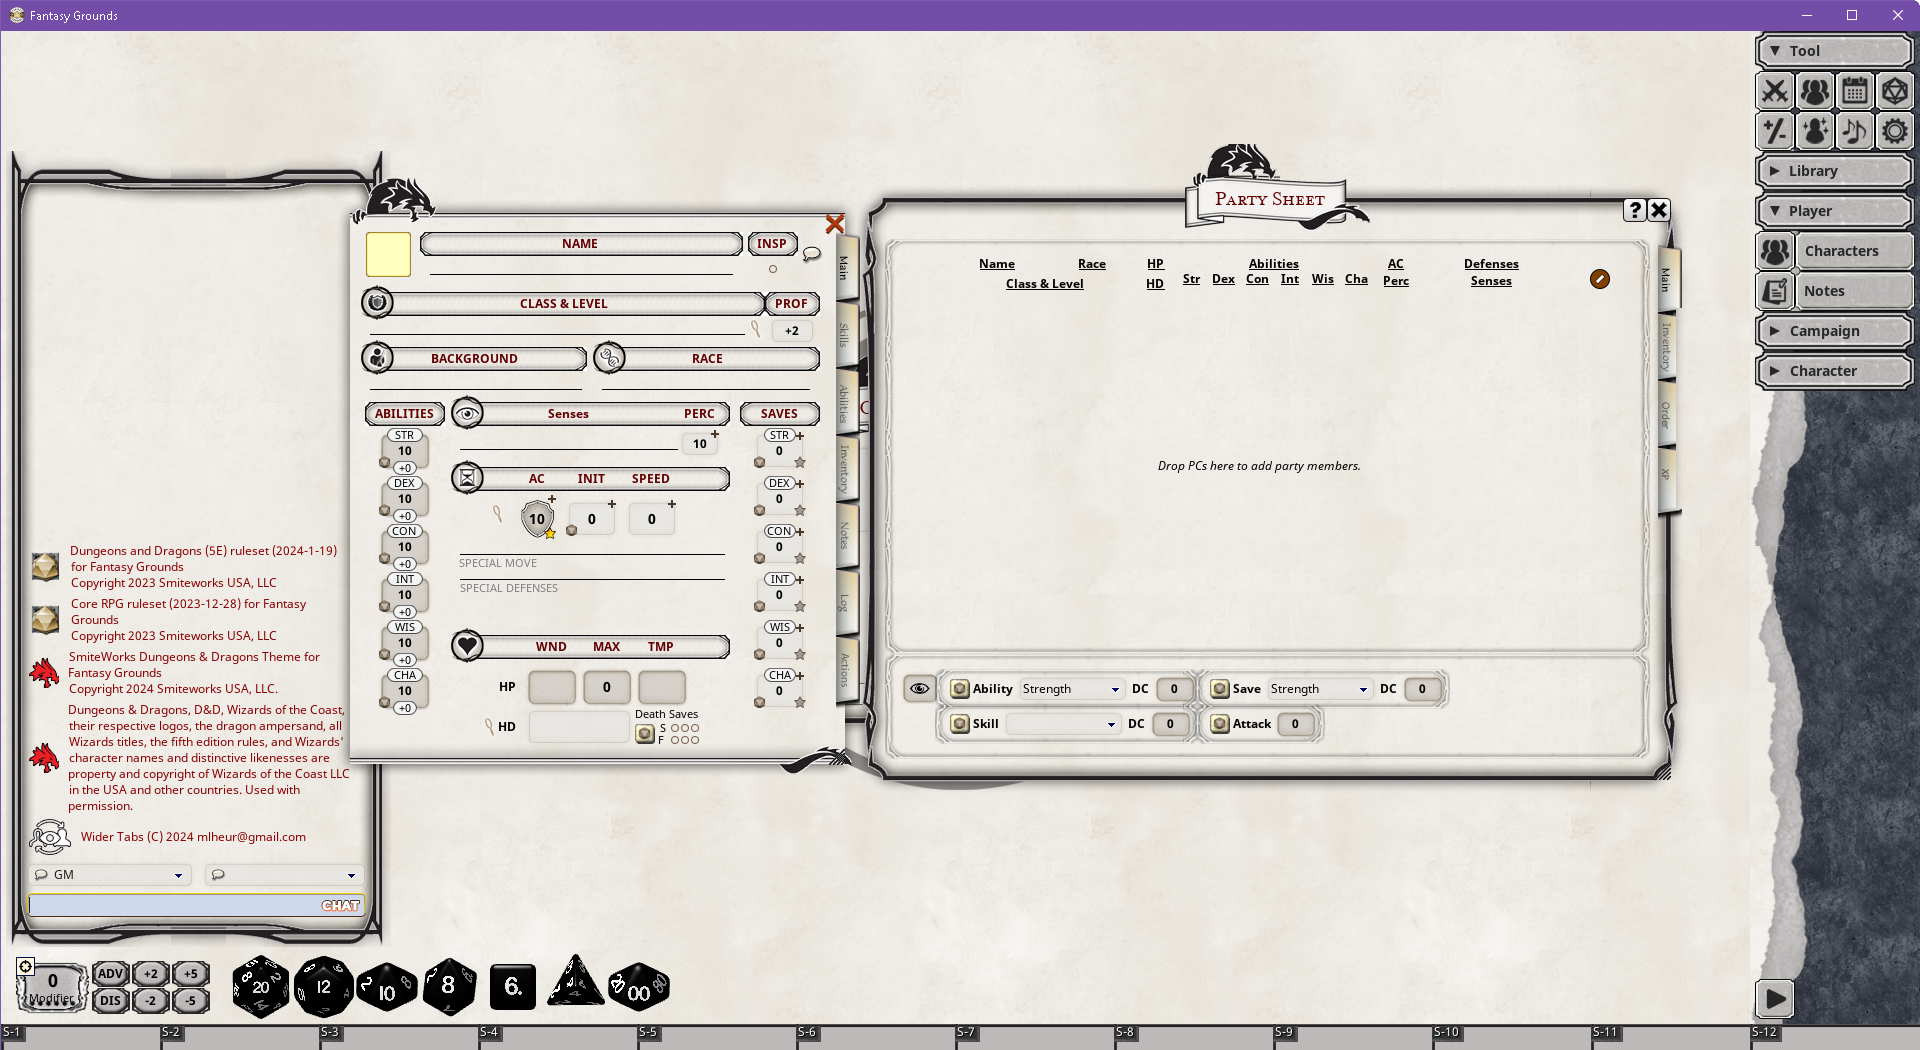 Fantasy Grounds
Tool
Library
Player
Characters
Notes
Campaign
Character
Dungeons and Dragons (5E) ruleset (2024-1-19)
for Fantasy Grounds
Copyright 2023 Smiteworks USA, LLC
Core RPG ruleset (2023-12-28) for Fantasy
Grounds
Copyright 2023 Smiteworks USA, LLC
SmiteWorks Dungeons & Dragons Theme for
Fantasy Grounds
Copyright 2024 SmiteWorks USA, LLC.
Dungeons & Dragons, D&D, Wizards of the Coast,
their respective logos, the dragon ampersand, all
Wizards titles, the fifth edition rules, and Wizards'
character names and distinctive likenesses are
property and copyright of Wizards of the Coast LLC
in the USA and other countries. Used with
permission.
Wider Tabs (C) 2024 mlheur@gmail.com
GM
CHAT
NAME INSP
CLASS & LEVEL PROF
+2
BACKGROUND RACE
ABILITIES Senses PERC SAVES
STR 10 +0
DEX 10 +0
CON 10 +0
INT 10 +0
WIS 10 +0
CHA 10 +0
10
AC INIT SPEED
10 0 0
SPECIAL MOVE
SPECIAL DEFENSES
WND MAX TMP
HP 0
HD
Death Saves
S
F
STR 0
DEX 0
CON 0
INT 0
WIS 0
CHA 0
Main
Skills
Abilities
Inventory
Notes
Log
Actions
PARTY SHEET
?
Name Race HP Abilities AC Defenses
Class & Level HD Str Dex Con Int Wis Cha Perc Senses
Drop PCs here to add party members.
Ability Strength DC 0 Save Strength DC 0
Skill DC 0 Attack 0
Main
Inventory
Order
XP
0
Modifier
ADV +2 +5
DIS -2 -5
20 12 10 8 6. 00
S-1 S-2 S-3 S-4 S-5 S-6 S-7 S-8 S-9 S-10 S-11 S-12